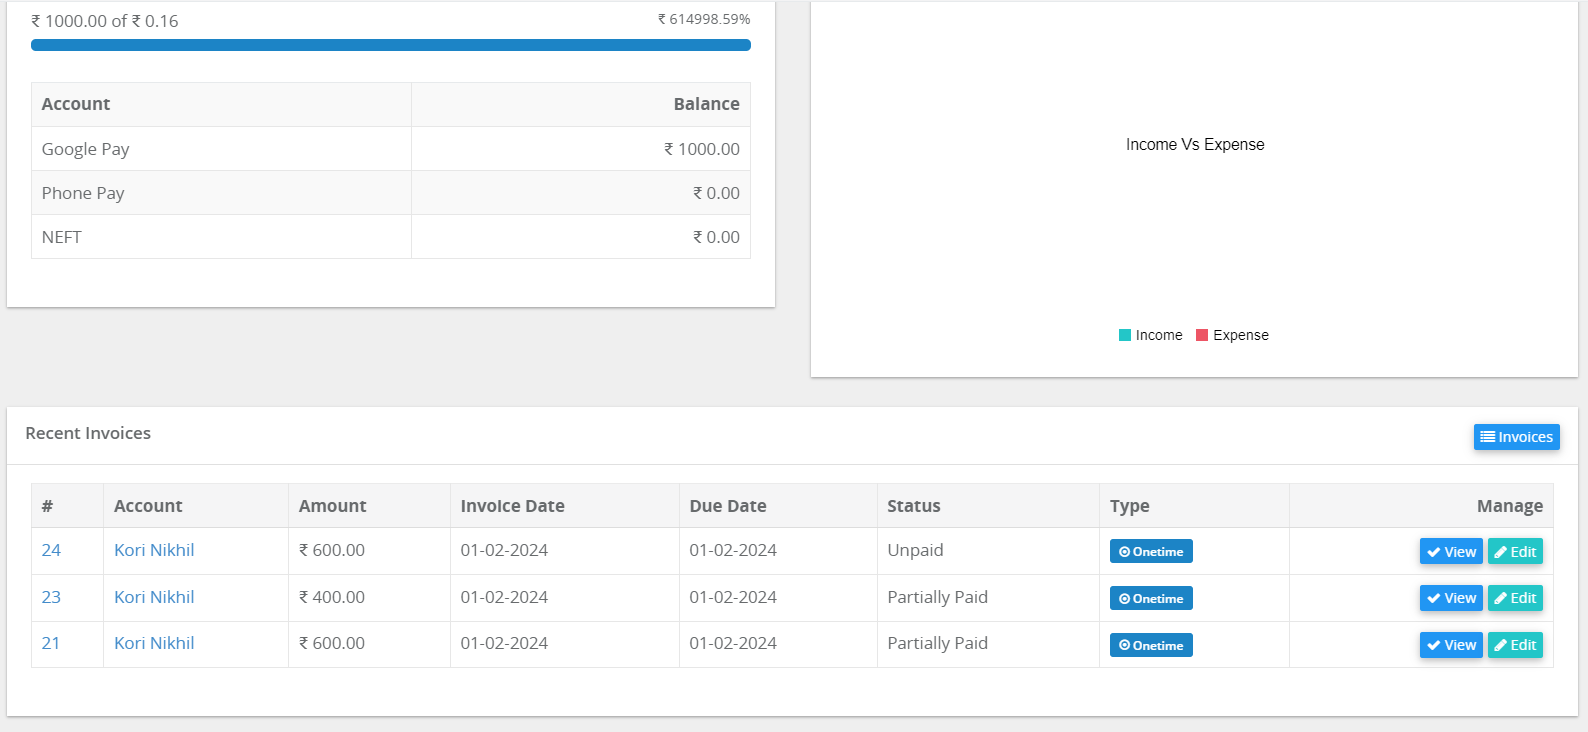 ₹ 1000.00 of ₹ 0.16
₹ 614998.59%
Account Balance
Google Pay ₹ 1000.00
Phone Pay ₹ 0.00
NEFT ₹ 0.00
Income Vs Expense
Income Expense
Recent Invoices
Invoices
# Account Amount Invoice Date Due Date Status Type Manage
24 Kori Nikhil ₹ 600.00 01-02-2024 01-02-2024 Unpaid Onetime View Edit
23 Kori Nikhil ₹ 400.00 01-02-2024 01-02-2024 Partially Paid Onetime View Edit
21 Kori Nikhil ₹ 600.00 01-02-2024 01-02-2024 Partially Paid Onetime View Edit